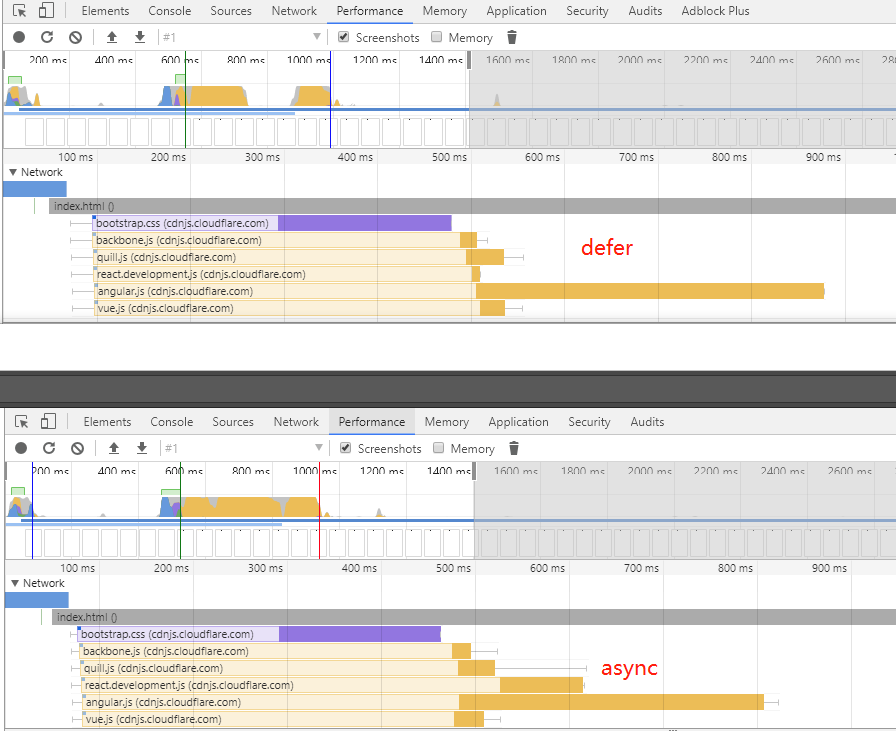 Elements Console Sources Network Performance Memory Application Security Audits Adblock Plus
#1 Screenshots Memory
200 ms 400 ms 600 ms 800 ms 1000 ms 1200 ms 1400 ms 1600 ms 1800 ms 2000 ms 2200 ms 2400 ms 2600 ms 280
100 ms 200 ms 300 ms 400 ms 500 ms 600 ms 700 ms 800 ms 900 ms
▼ Network
index.html ()
bootstrap.css (cdnjs.cloudflare.com)
backbone.js (cdnjs.cloudflare.com)
quill.js (cdnjs.cloudflare.com)
defer
react.development.js (cdnjs.cloudflare.com)
angular.js (cdnjs.cloudflare.com)
vue.js (cdnjs.cloudflare.com)
Elements Console Sources Network Performance Memory Application Security Audits
#1 Screenshots Memory
200 ms 400 ms 600 ms 800 ms 1000 ms 1200 ms 1400 ms 1600 ms 1800 ms 2000 ms 2200 ms 2400 ms 2600 ms
100 ms 200 ms 300 ms 400 ms 500 ms 600 ms 700 ms 800 ms 900 ms
▼ Network
index.html ()
bootstrap.css (cdnjs.cloudflare.com)
backbone.js (cdnjs.cloudflare.com)
quill.js (cdnjs.cloudflare.com)
async
react.development.js (cdnjs.cloudflare.com)
angular.js (cdnjs.cloudflare.com)
vue.js (cdnjs.cloudflare.com)